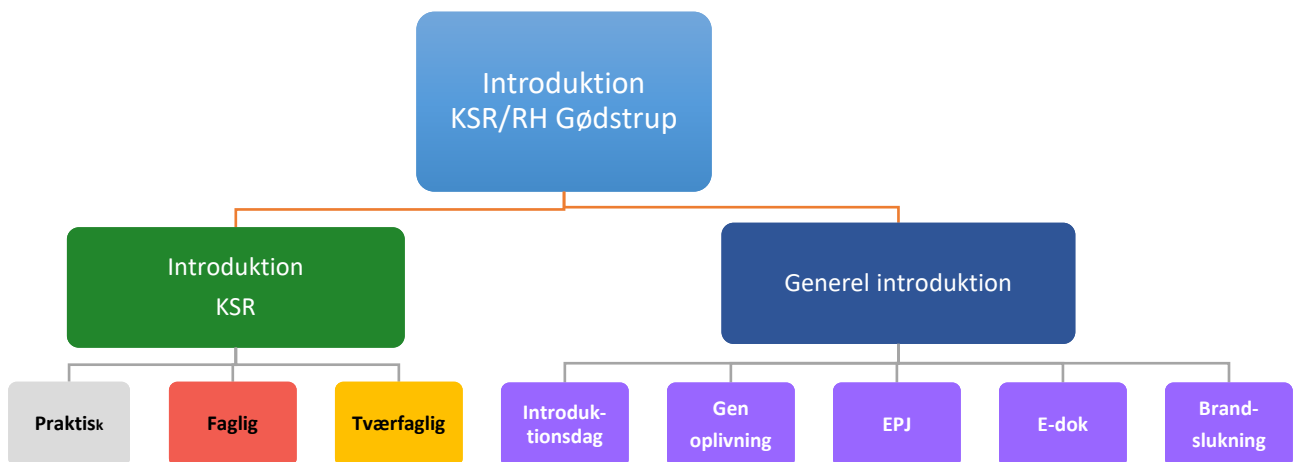 Introduktion
KSR/RH Gødstrup
Introduktion
KSR
Generel introduktion
Praktisk
Faglig
Tværfaglig
Introduk-
tionsdag
Gen
oplivning
EPJ
E-dok
Brand-
slukning